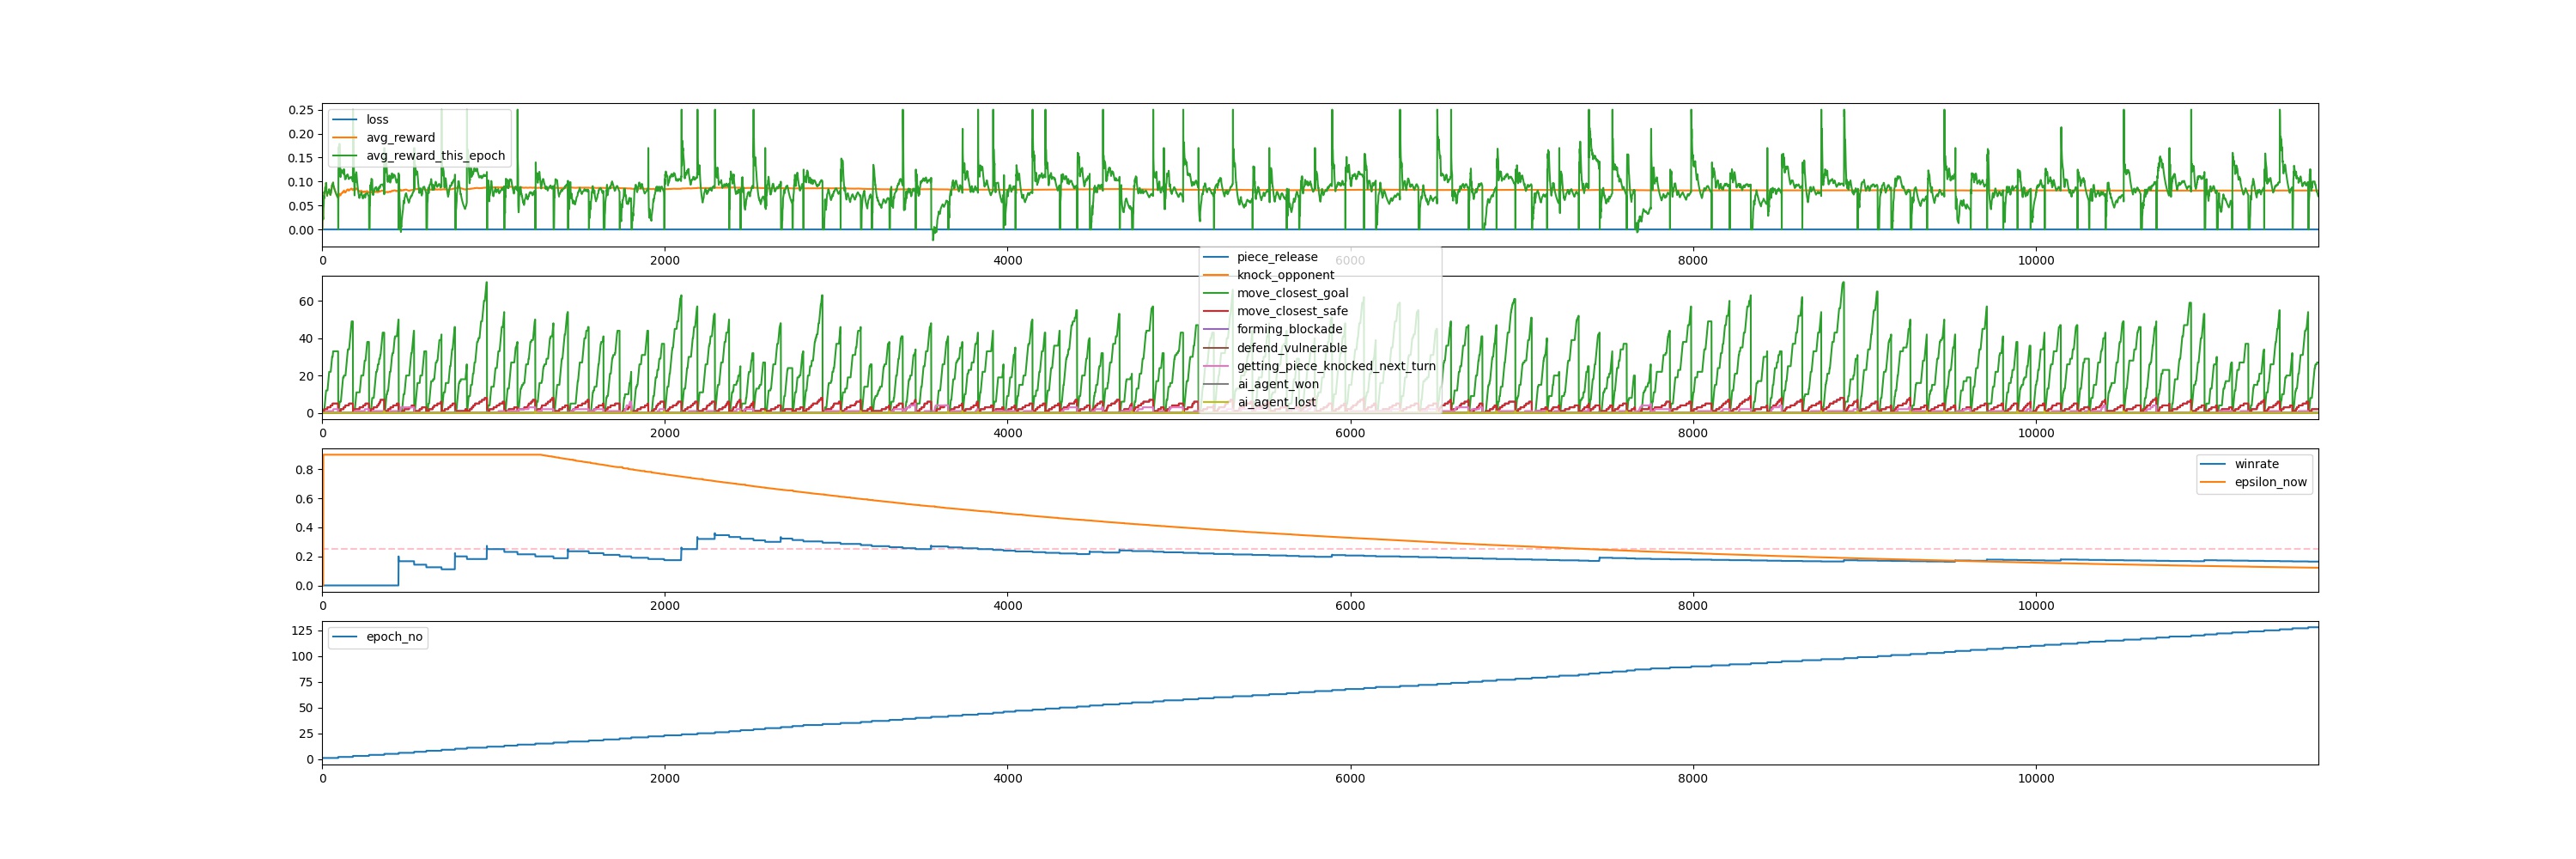 0.25
0.20
0.15
0.10
0.05
0.00
loss
avg_reward
avg_reward_this_epoch
0 2000 4000 6000 8000 10000
60
40
20
0
piece_release
knock_opponent
move_closest_goal
move_closest_safe
forming_blockade
defend_vulnerable
getting_piece_knocked_next_turn
ai_agent_won
ai_agent_lost
0 2000 4000 6000 8000 10000
0.8
0.6
0.4
0.2
0.0
winrate
epsilon_now
0 2000 4000 6000 8000 10000
125
100
75
50
25
0
epoch_no
0 2000 4000 6000 8000 10000